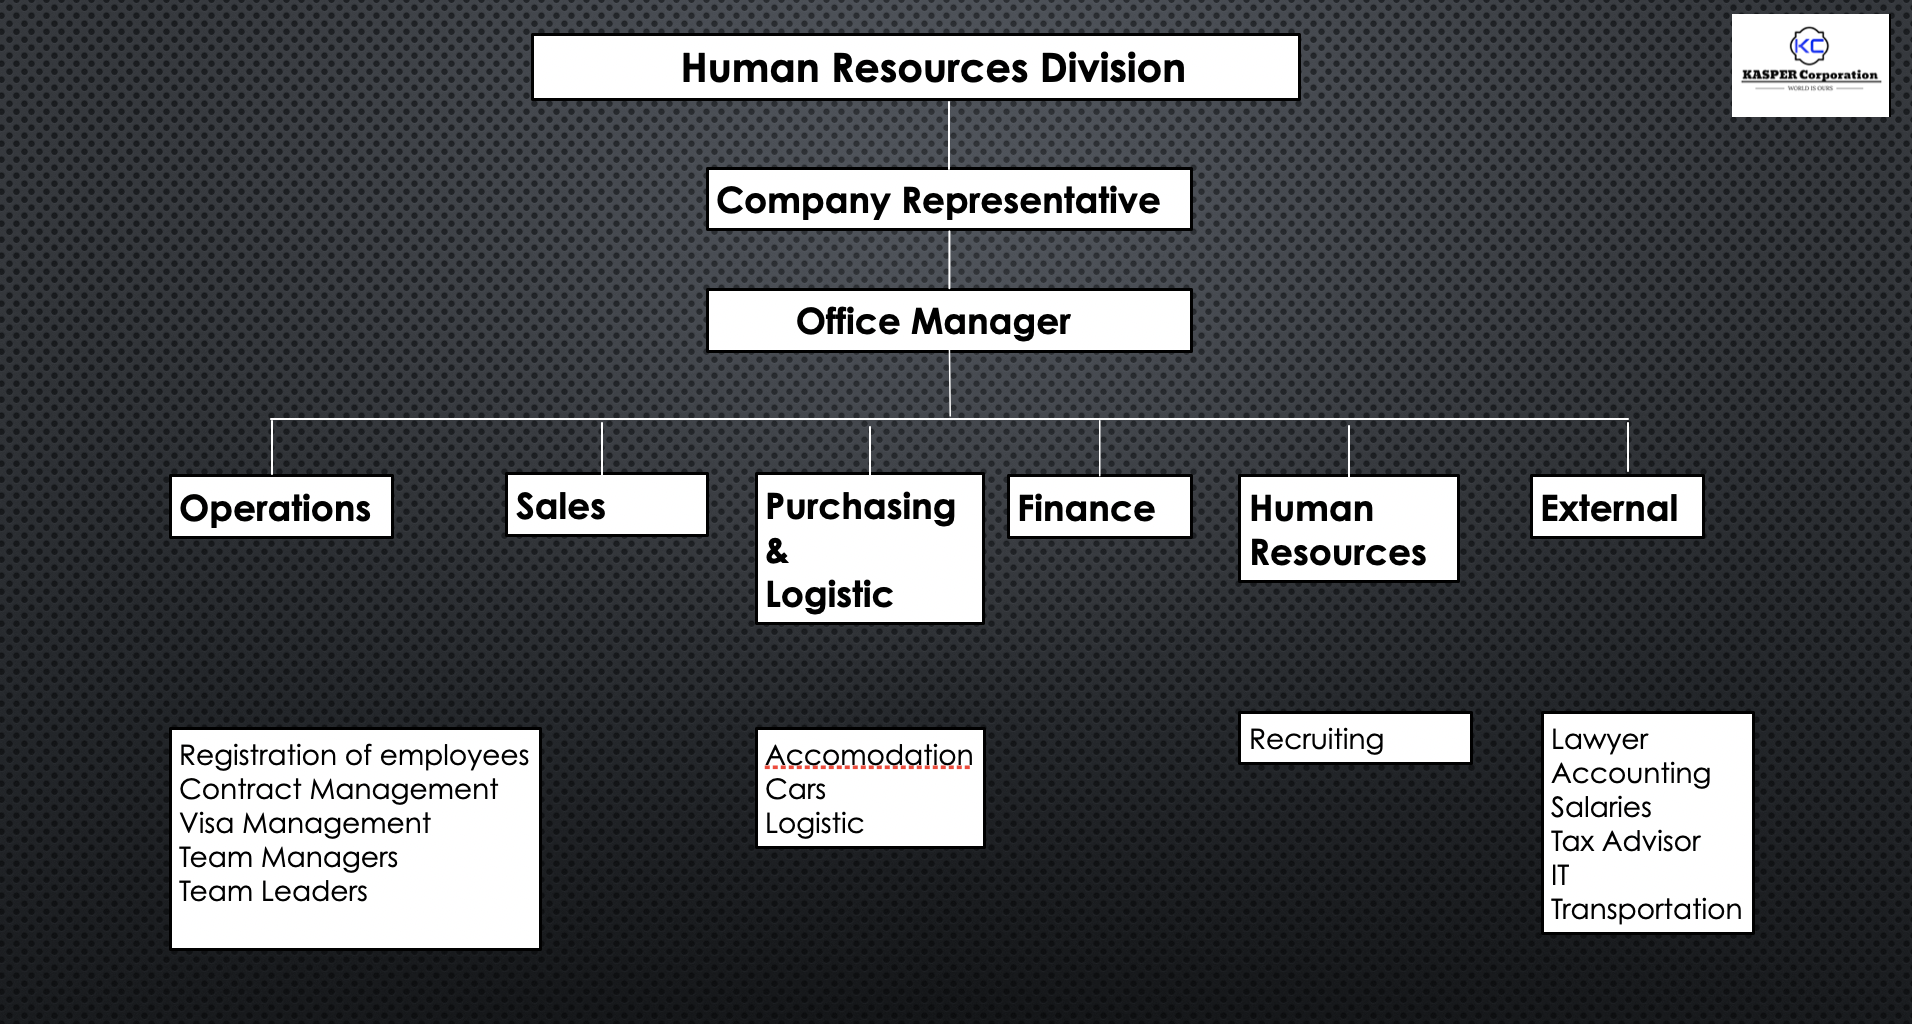 Human Resources Division
KC
KASPER Corporation
WORLD IS OURS
Company Representative
Office Manager
Operations
Sales
Purchasing
&
Logistic
Finance
Human
Resources
External
Registration of employees
Contract Management
Visa Management
Team Managers
Team Leaders
Accomodation
Cars
Logistic
Recruiting
Lawyer
Accounting
Salaries
Tax Advisor
IT
Transportation